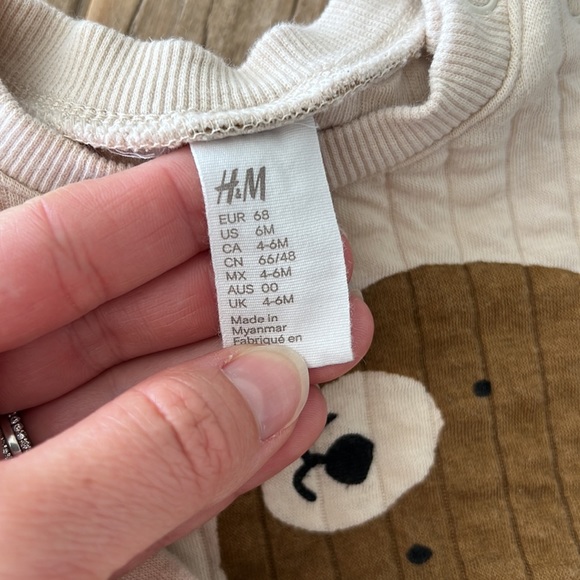 H&M
EUR 68
US 6M
CA 4-6M
CN 66/48
MX 4-6M
AUS 00
UK 4-6M
Made in
Myanmar
Fabriqué en